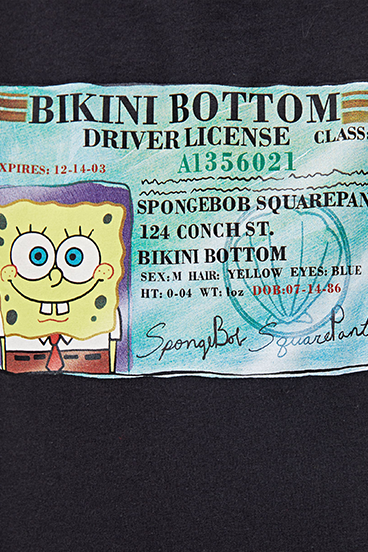 BIKINI BOTTOM
DRIVER LICENSE CLASS:
EXPIRES: 12-14-03
A1356021
SPONGEBOB SQUAREPAN
124 CONCH ST.
BIKINI BOTTOM
SEX: M HAIR: YELLOW EYES: BLUE
HT: 0-04 WT: 1oz DOB:07-14-86
SpongeBob SquarePant